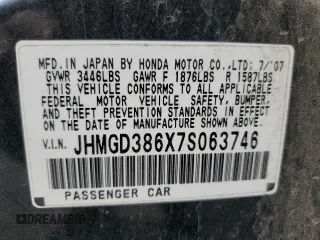 MFD. IN JAPAN BY HONDA MOTOR CO.,LTD: 7/'07
GVWR 3446LBS GAWR F 1876LBS R 1587LBS
THIS VEHICLE CONFORMS TO ALL APPLICABLE
FEDERAL MOTOR VEHICLE SAFETY, BUMPER,
AND THEFT PREVENTION STANDARDS IN EFFECT
ON THE DATE OF MANUFACTURE SHOWN ABOVE.
V.I.N. JHMGD386X7S063746
PASSENGER CAR
© DREAMBID